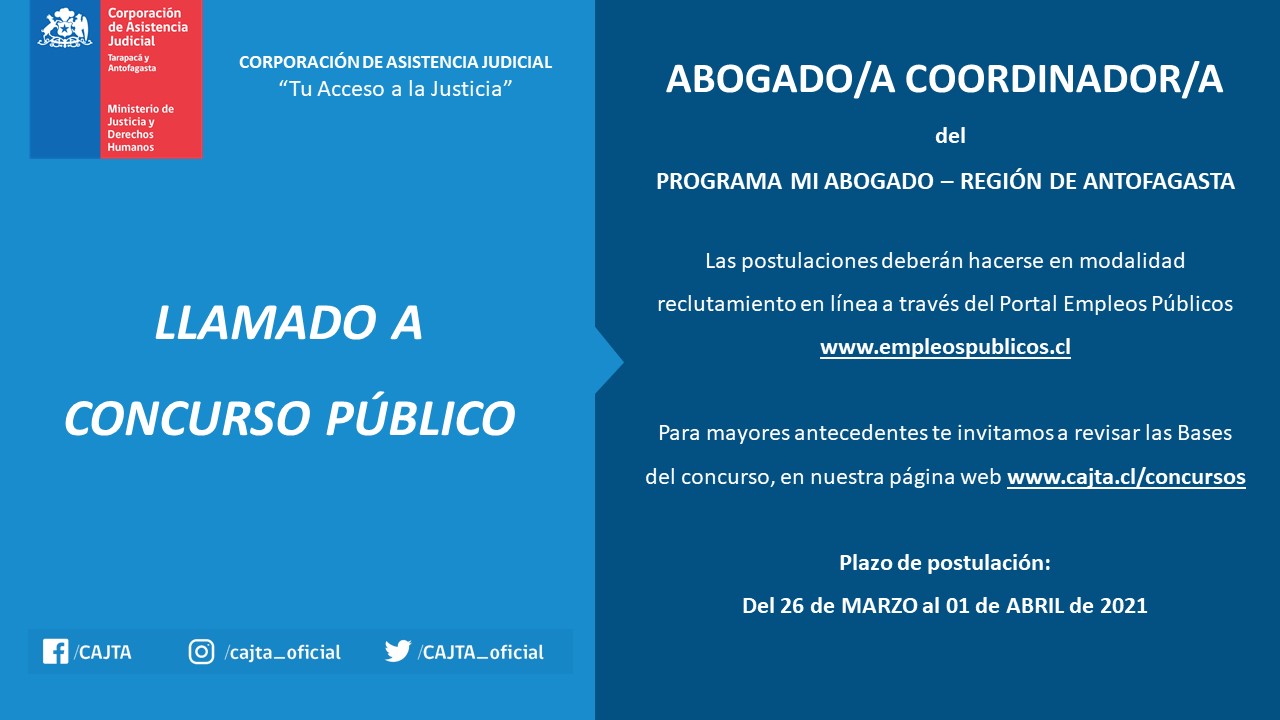 Corporación
de Asistencia
Judicial
Tarapacá y
Antofagasta
Ministerio de
Justicia y
Derechos
Humanos
CORPORACIÓN DE ASISTENCIA JUDICIAL
“Tu Acceso a la Justicia”
LLAMADO A
CONCURSO PÚBLICO
/CAJTA
/cajta_oficial
/CAJTA_oficial
ABOGADO/A COORDINADOR/A
del
PROGRAMA MI ABOGADO – REGIÓN DE ANTOFAGASTA
Las postulaciones deberán hacerse en modalidad
reclutamiento en línea a través del Portal Empleos Públicos
www.empleospublicos.cl
Para mayores antecedentes te invitamos a revisar las Bases
del concurso, en nuestra página web www.cajta.cl/concursos
Plazo de postulación:
Del 26 de MARZO al 01 de ABRIL de 2021